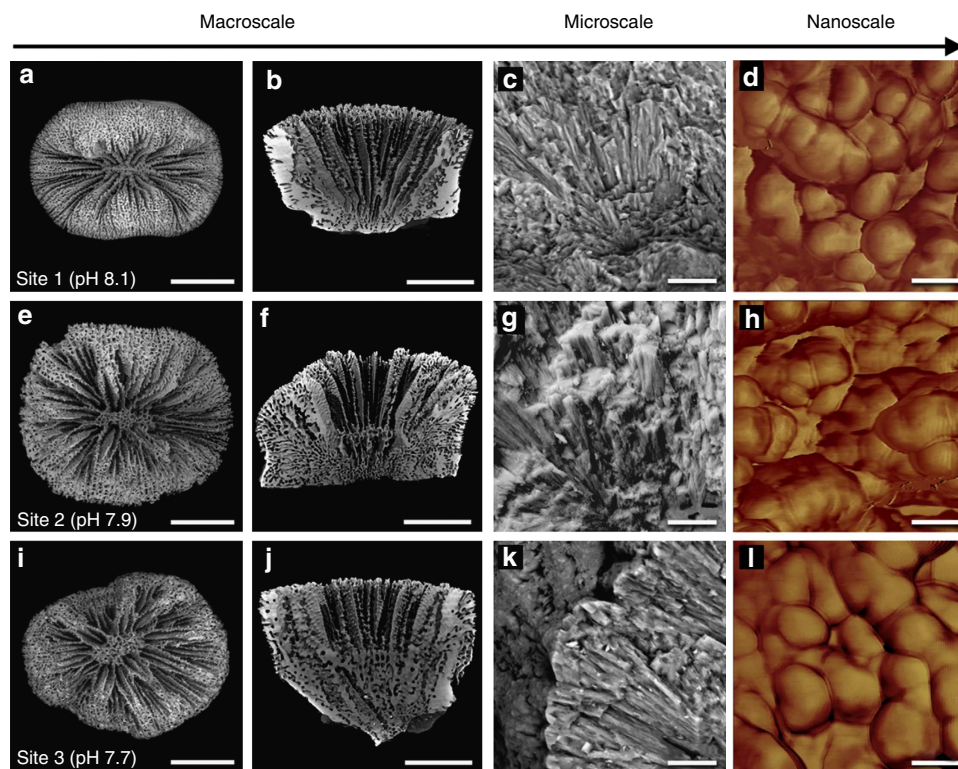 Macroscale Microscale Nanoscale
a b c d
Site 1 (pH 8.1)
e f g h
Site 2 (pH 7.9)
i j k l
Site 3 (pH 7.7)